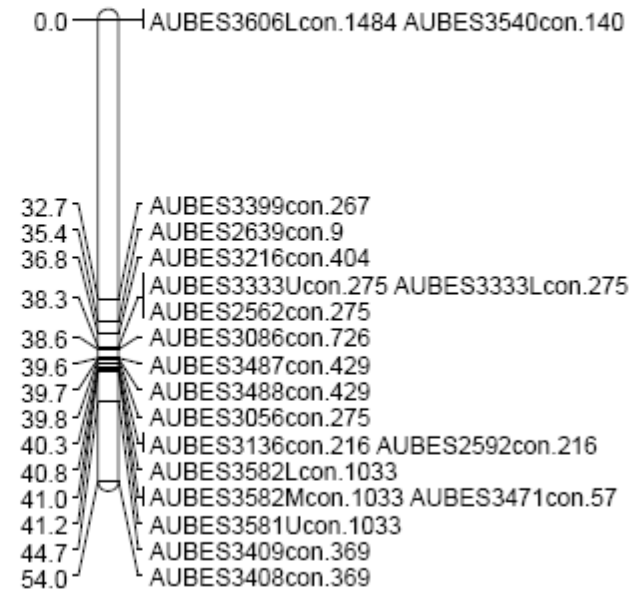 0.0 AUBES3606Lcon.1484 AUBES3540con.140
32.7 AUBES3399con.267
35.4 AUBES2639con.9
36.8 AUBES3216con.404
38.3 AUBES3333Ucon.275 AUBES3333Lcon.275
AUBES2562con.275
38.6 AUBES3086con.726
39.6 AUBES3487con.429
39.7 AUBES3488con.429
39.8 AUBES3056con.275
40.3 AUBES3136con.216 AUBES2592con.216
40.8 AUBES3582Lcon.1033
41.0 AUBES3582Mcon.1033 AUBES3471con.57
41.2 AUBES3581Ucon.1033
44.7 AUBES3409con.369
54.0 AUBES3408con.369